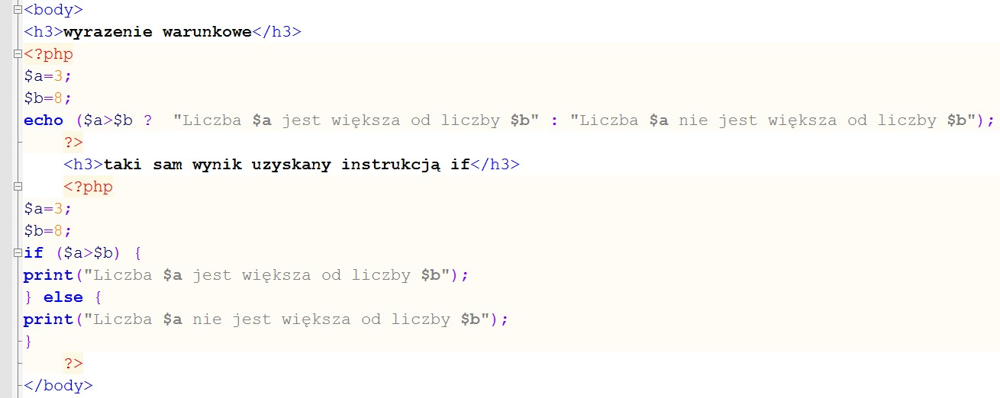 <body>
<h3>wyrazenie warunkowe</h3>
<?php
$a=3;
$b=8;
echo ($a>$b ?  "Liczba $a jest większa od liczby $b" : "Liczba $a nie jest większa od liczby $b");
    ?>
    <h3>taki sam wynik uzyskany instrukcją if</h3>
    <?php
$a=3;
$b=8;
if ($a>$b) {
print("Liczba $a jest większa od liczby $b");
} else {
print("Liczba $a nie jest większa od liczby $b");
}
    ?>
</body>